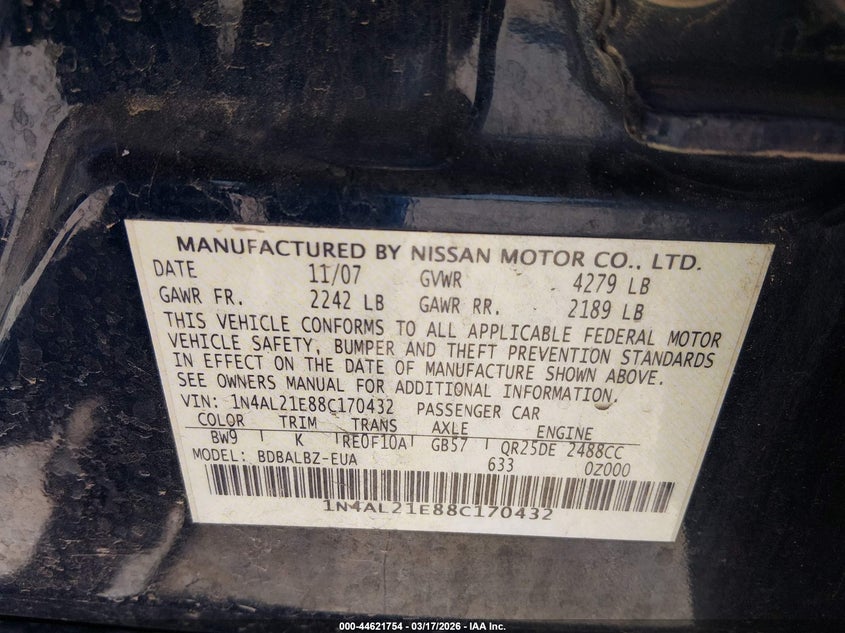 MANUFACTURED BY NISSAN MOTOR CO., LTD.
DATE 11/07 GVWR 4279 LB
GAWR FR. 2242 LB GAWR RR. 2189 LB
THIS VEHICLE CONFORMS TO ALL APPLICABLE FEDERAL MOTOR
VEHICLE SAFETY, BUMPER AND THEFT PREVENTION STANDARDS
IN EFFECT ON THE DATE OF MANUFACTURE SHOWN ABOVE.
SEE OWNERS MANUAL FOR ADDITIONAL INFORMATION.
VIN: 1N4AL21E88C170432 PASSENGER CAR
COLOR TRIM TRANS AXLE ENGINE
BW9 K RE0F10A GB57 QR25DE 2488CC
MODEL: BDBALBZ-EUA 633 0Z000
1N4AL21E88C170432
000-44621754 — 03/17/2026 — IAA Inc.